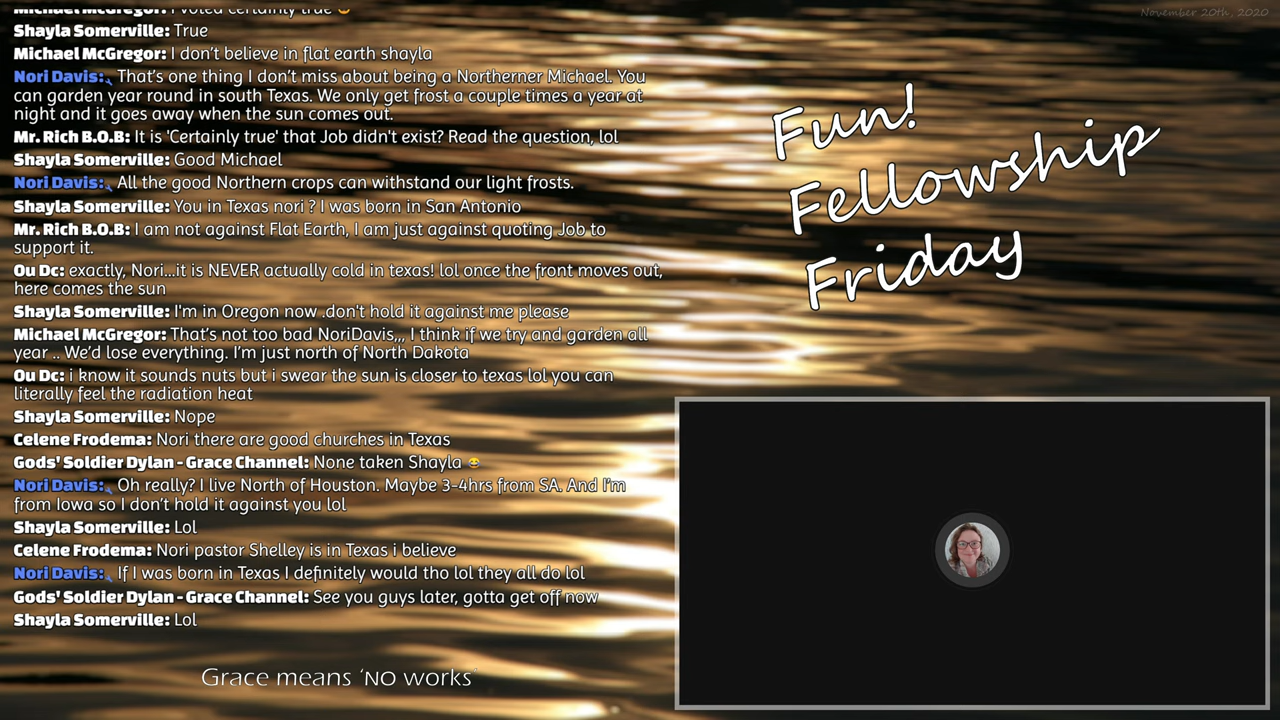 Michael McGregor: I voted Certainly true
November 20th, 2020
Shayla Somerville: True
Michael McGregor: I don't believe in flat earth shayla
Nori Davis: That's one thing I don't miss about being a Northerner Michael. You
can garden year round in south Texas. We only get frost a couple times a year at
night and it goes away when the sun comes out.
Mr. Rich B.O.B: It is 'Certainly true' that Job didn't exist? Read the question, lol
Shayla Somerville: Good Michael
Nori Davis: All the good Northern crops can withstand our light frosts.
Shayla Somerville: You in Texas nori ? I was born in San Antonio
Mr. Rich B.O.B: I am not against Flat Earth, I am just against quoting Job to
support it.
Ou Dc: exactly, Nori...it is NEVER actually cold in texas! lol once the front moves out,
here comes the sun
Shayla Somerville: I'm in Oregon now .don't hold it against me please
Michael McGregor: That's not too bad NoriDavis,,, I think if we try and garden all
year .. We'd lose everything. I'm just north of North Dakota
Ou Dc: i know it sounds nuts but i swear the sun is closer to texas lol you can
literally feel the radiation heat
Shayla Somerville: Nope
Celene Frodema: Nori there are good churches in Texas
Gods' Soldier Dylan - Grace Channel: None taken Shayla 😂
Nori Davis: Oh really? I live North of Houston. Maybe 3-4hrs from SA. And I'm
from Iowa so I don't hold it against you lol
Shayla Somerville: Lol
Celene Frodema: Nori pastor Shelley is in Texas i believe
Nori Davis: If I was born in Texas I definitely would tho lol they all do lol
Gods' Soldier Dylan - Grace Channel: See you guys later, gotta get off now
Shayla Somerville: Lol
Grace means 'NO works'
Fun!
Fellowship
Friday